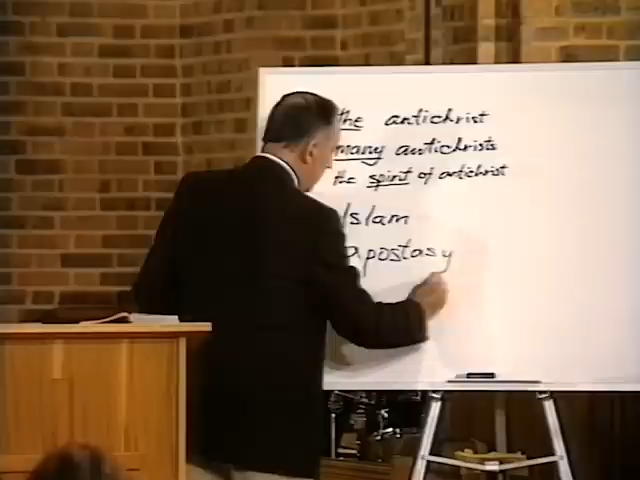 the antichrist
many antichrists
the spirit of antichrist
Islam
apostasy